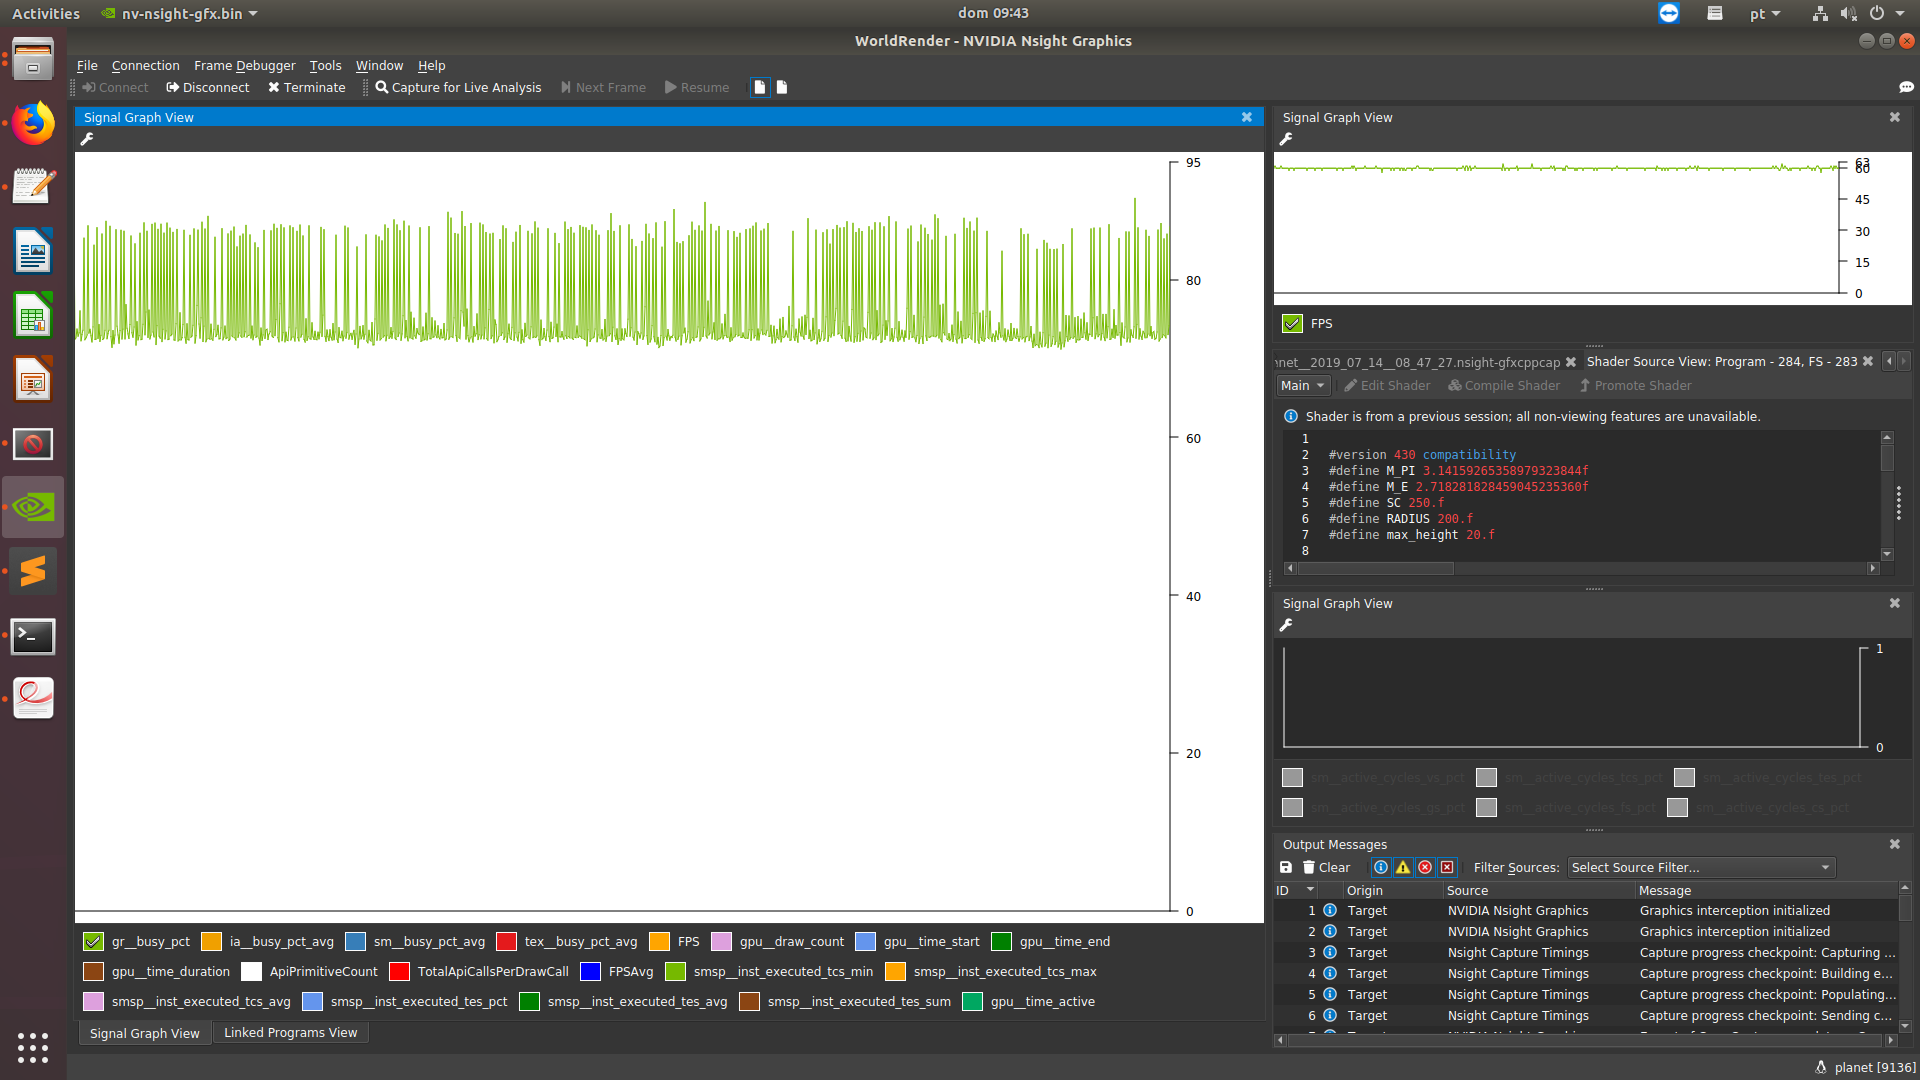 Activities nv-nsight-gfx.bin dom 09:43 pt
WorldRender - NVIDIA Nsight Graphics
File Connection Frame Debugger Tools Window Help
Connect Disconnect Terminate Capture for Live Analysis Next Frame Resume
Signal Graph View
95
80
60
40
20
0
gr__busy_pct ia__busy_pct_avg sm__busy_pct_avg tex__busy_pct_avg FPS gpu__draw_count gpu__time_start gpu__time_end
gpu__time_duration ApiPrimitiveCount TotalApiCallsPerDrawCall FPSAvg smsp__inst_executed_tcs_min smsp__inst_executed_tcs_max
smsp__inst_executed_tcs_avg smsp__inst_executed_tes_pct smsp__inst_executed_tes_avg smsp__inst_executed_tes_sum gpu__time_active
Signal Graph View Linked Programs View
Signal Graph View
63
60
45
30
15
0
FPS
net__2019_07_14__08_47_27.nsight-gfxcppcap Shader Source View: Program - 284, FS - 283
Main Edit Shader Compile Shader Promote Shader
Shader is from a previous session; all non-viewing features are unavailable.
1
2 #version 430 compatibility
3 #define M_PI 3.14159265358979323844f
4 #define M_E 2.718281828459045235360f
5 #define SC 250.f
6 #define RADIUS 200.f
7 #define max_height 20.f
8
Signal Graph View
1
0
sm__active_cycles_vs_pct sm__active_cycles_tcs_pct sm__active_cycles_tes_pct
sm__active_cycles_gs_pct sm__active_cycles_fs_pct sm__active_cycles_cs_pct
Output Messages
Clear Filter Sources: Select Source Filter...
ID Origin Source Message
1 Target NVIDIA Nsight Graphics Graphics interception initialized
2 Target NVIDIA Nsight Graphics Graphics interception initialized
3 Target Nsight Capture Timings Capture progress checkpoint: Capturing ...
4 Target Nsight Capture Timings Capture progress checkpoint: Building e...
5 Target Nsight Capture Timings Capture progress checkpoint: Populating...
6 Target Nsight Capture Timings Capture progress checkpoint: Sending c...
planet [9136]